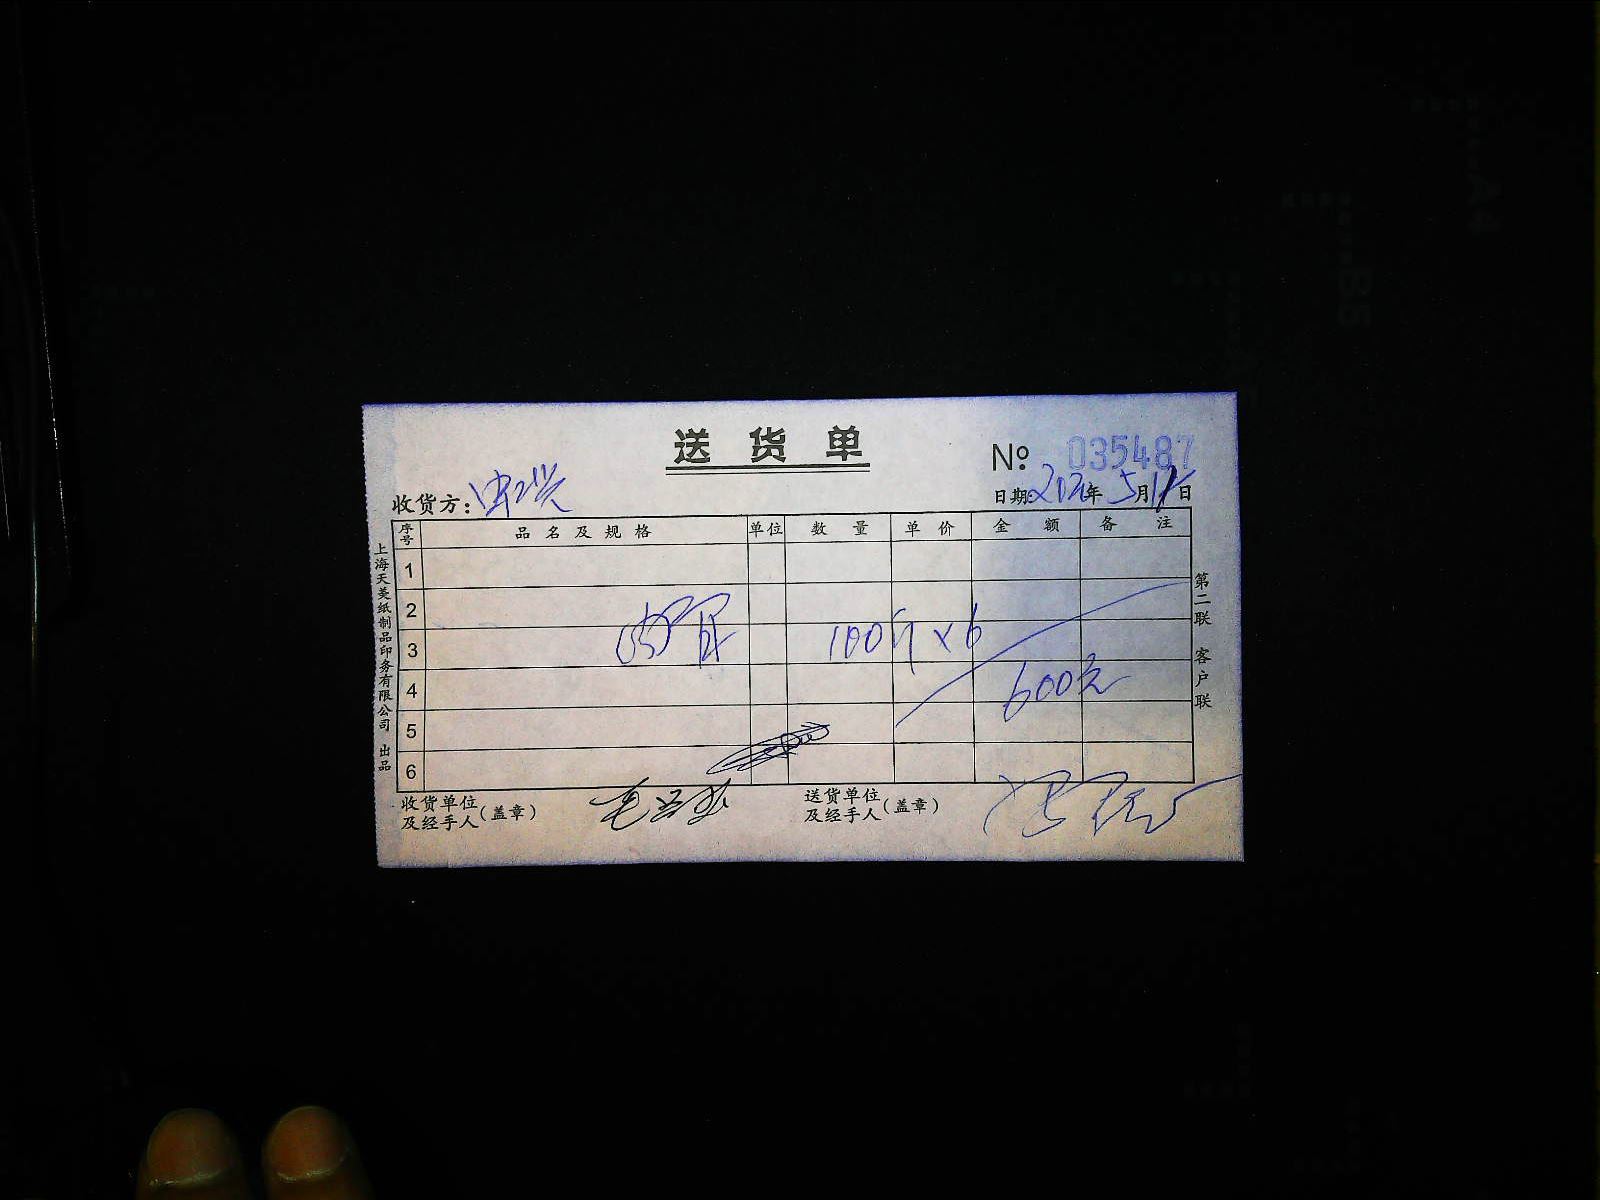 送货单
№ 035487
收货方:
日期: 年 5月 日
序号 品名及规格 单位 数量 单价 金额 备注
1
2
3 100斤×6
4 600元
5
6
收货单位及经手人(盖章)
送货单位及经手人(盖章)
上海天美纸制品印务有限公司 出品
第二联 客户联